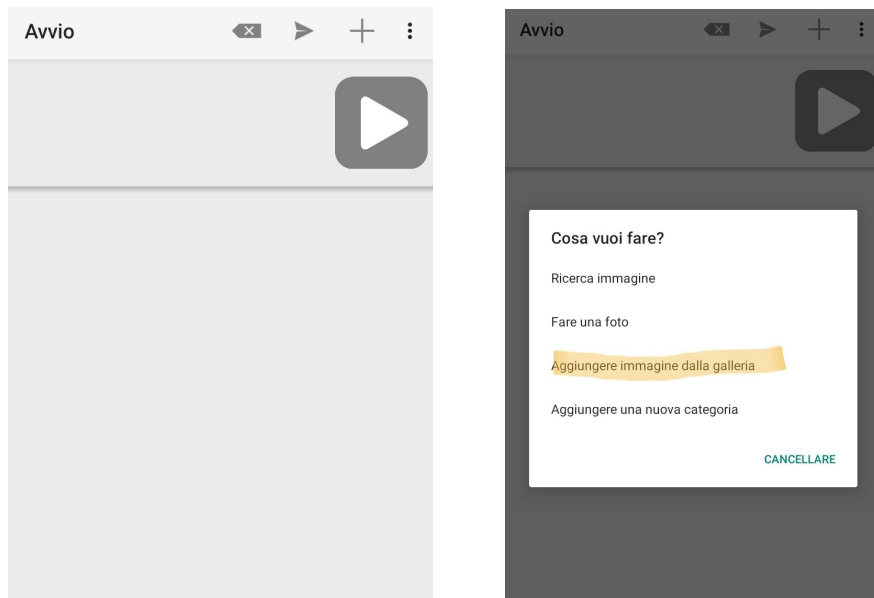 Avvio
Avvio
Cosa vuoi fare?
Ricerca immagine
Fare una foto
Aggiungere immagine dalla galleria
Aggiungere una nuova categoria
CANCELLARE